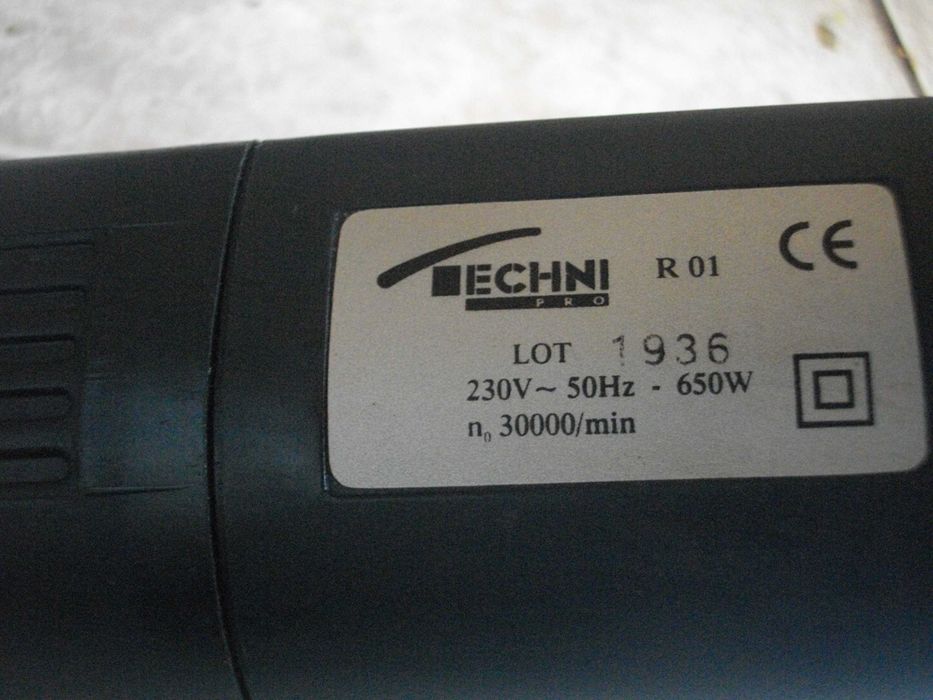 TECHNI
PRO
R 01
CE
LOT 1936
230V~ 50Hz - 650W
n₀ 30000/min